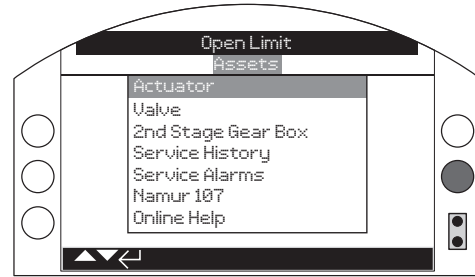 Open Limit
Assets
Actuator
Valve
2nd Stage Gear Box
Service History
Service Alarms
Namur 107
Online Help